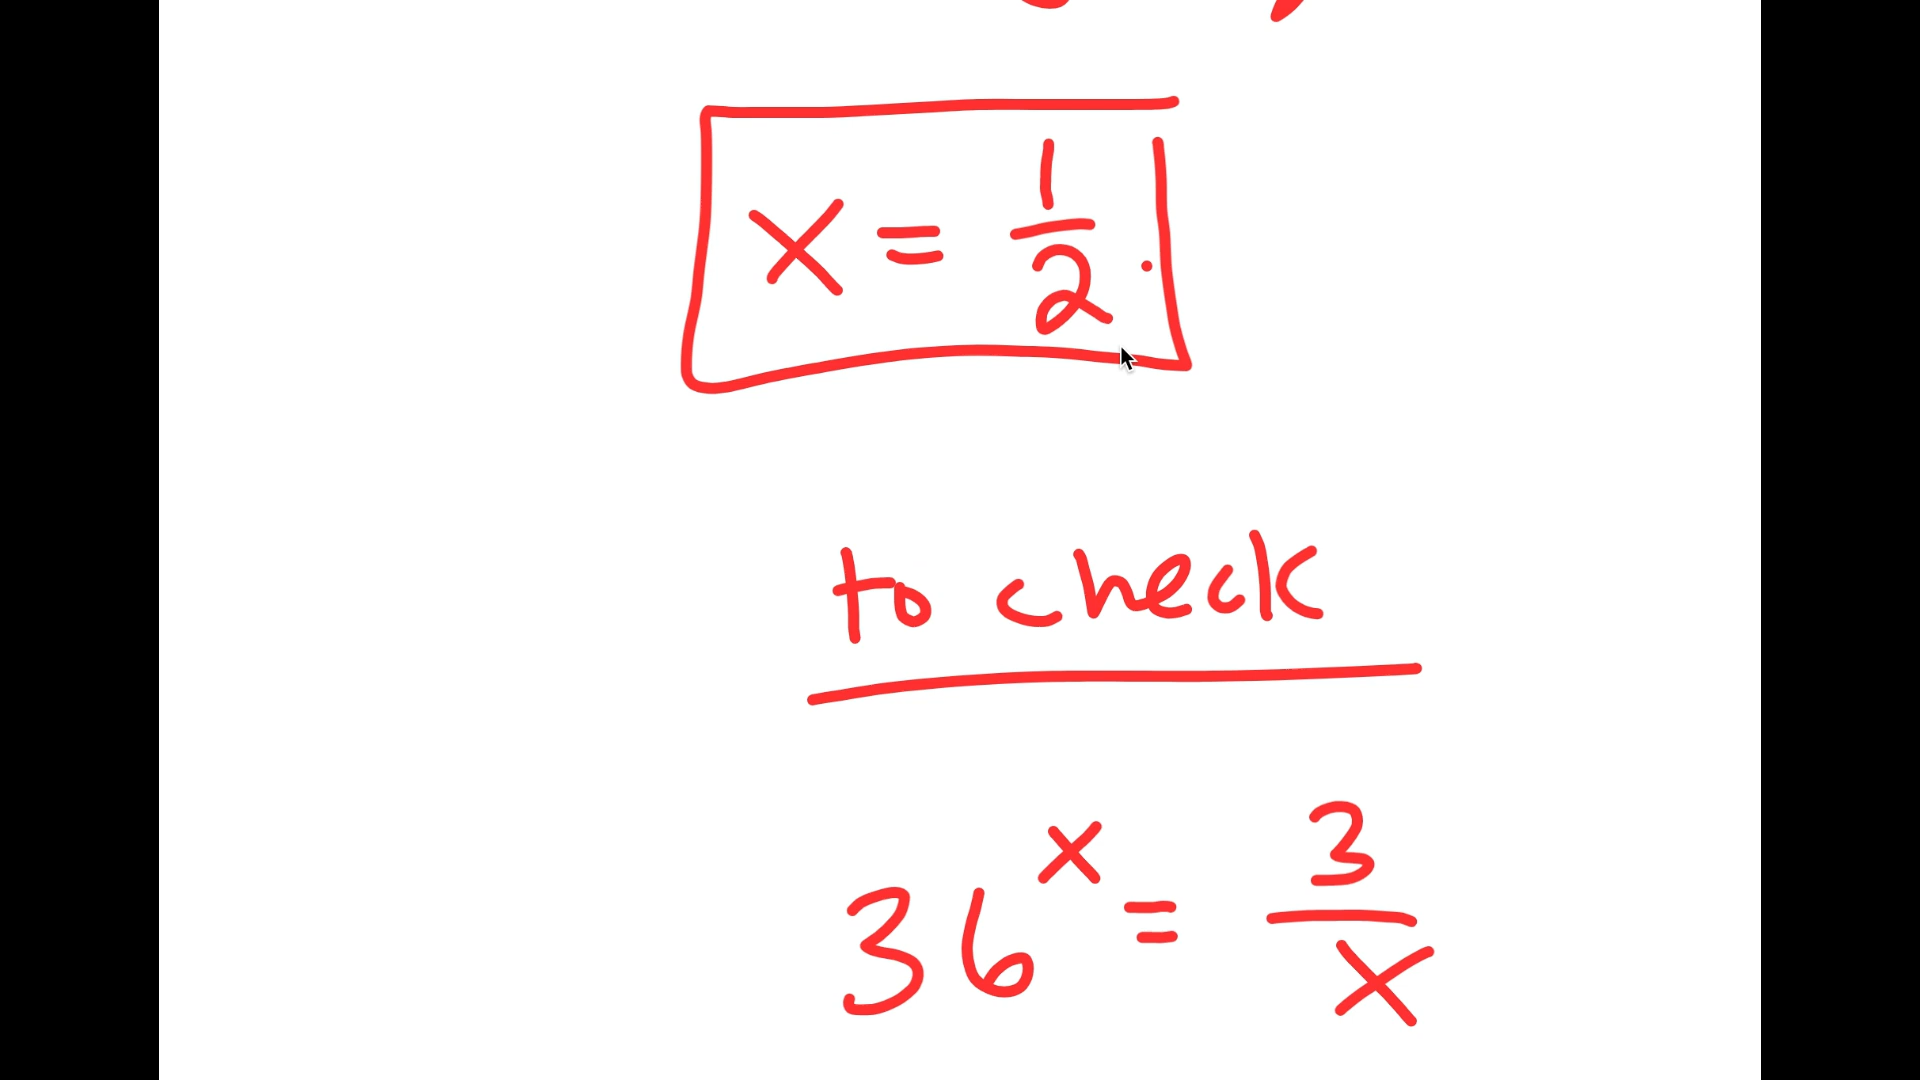 x = 1/2 .
to check
36^x = 3/x